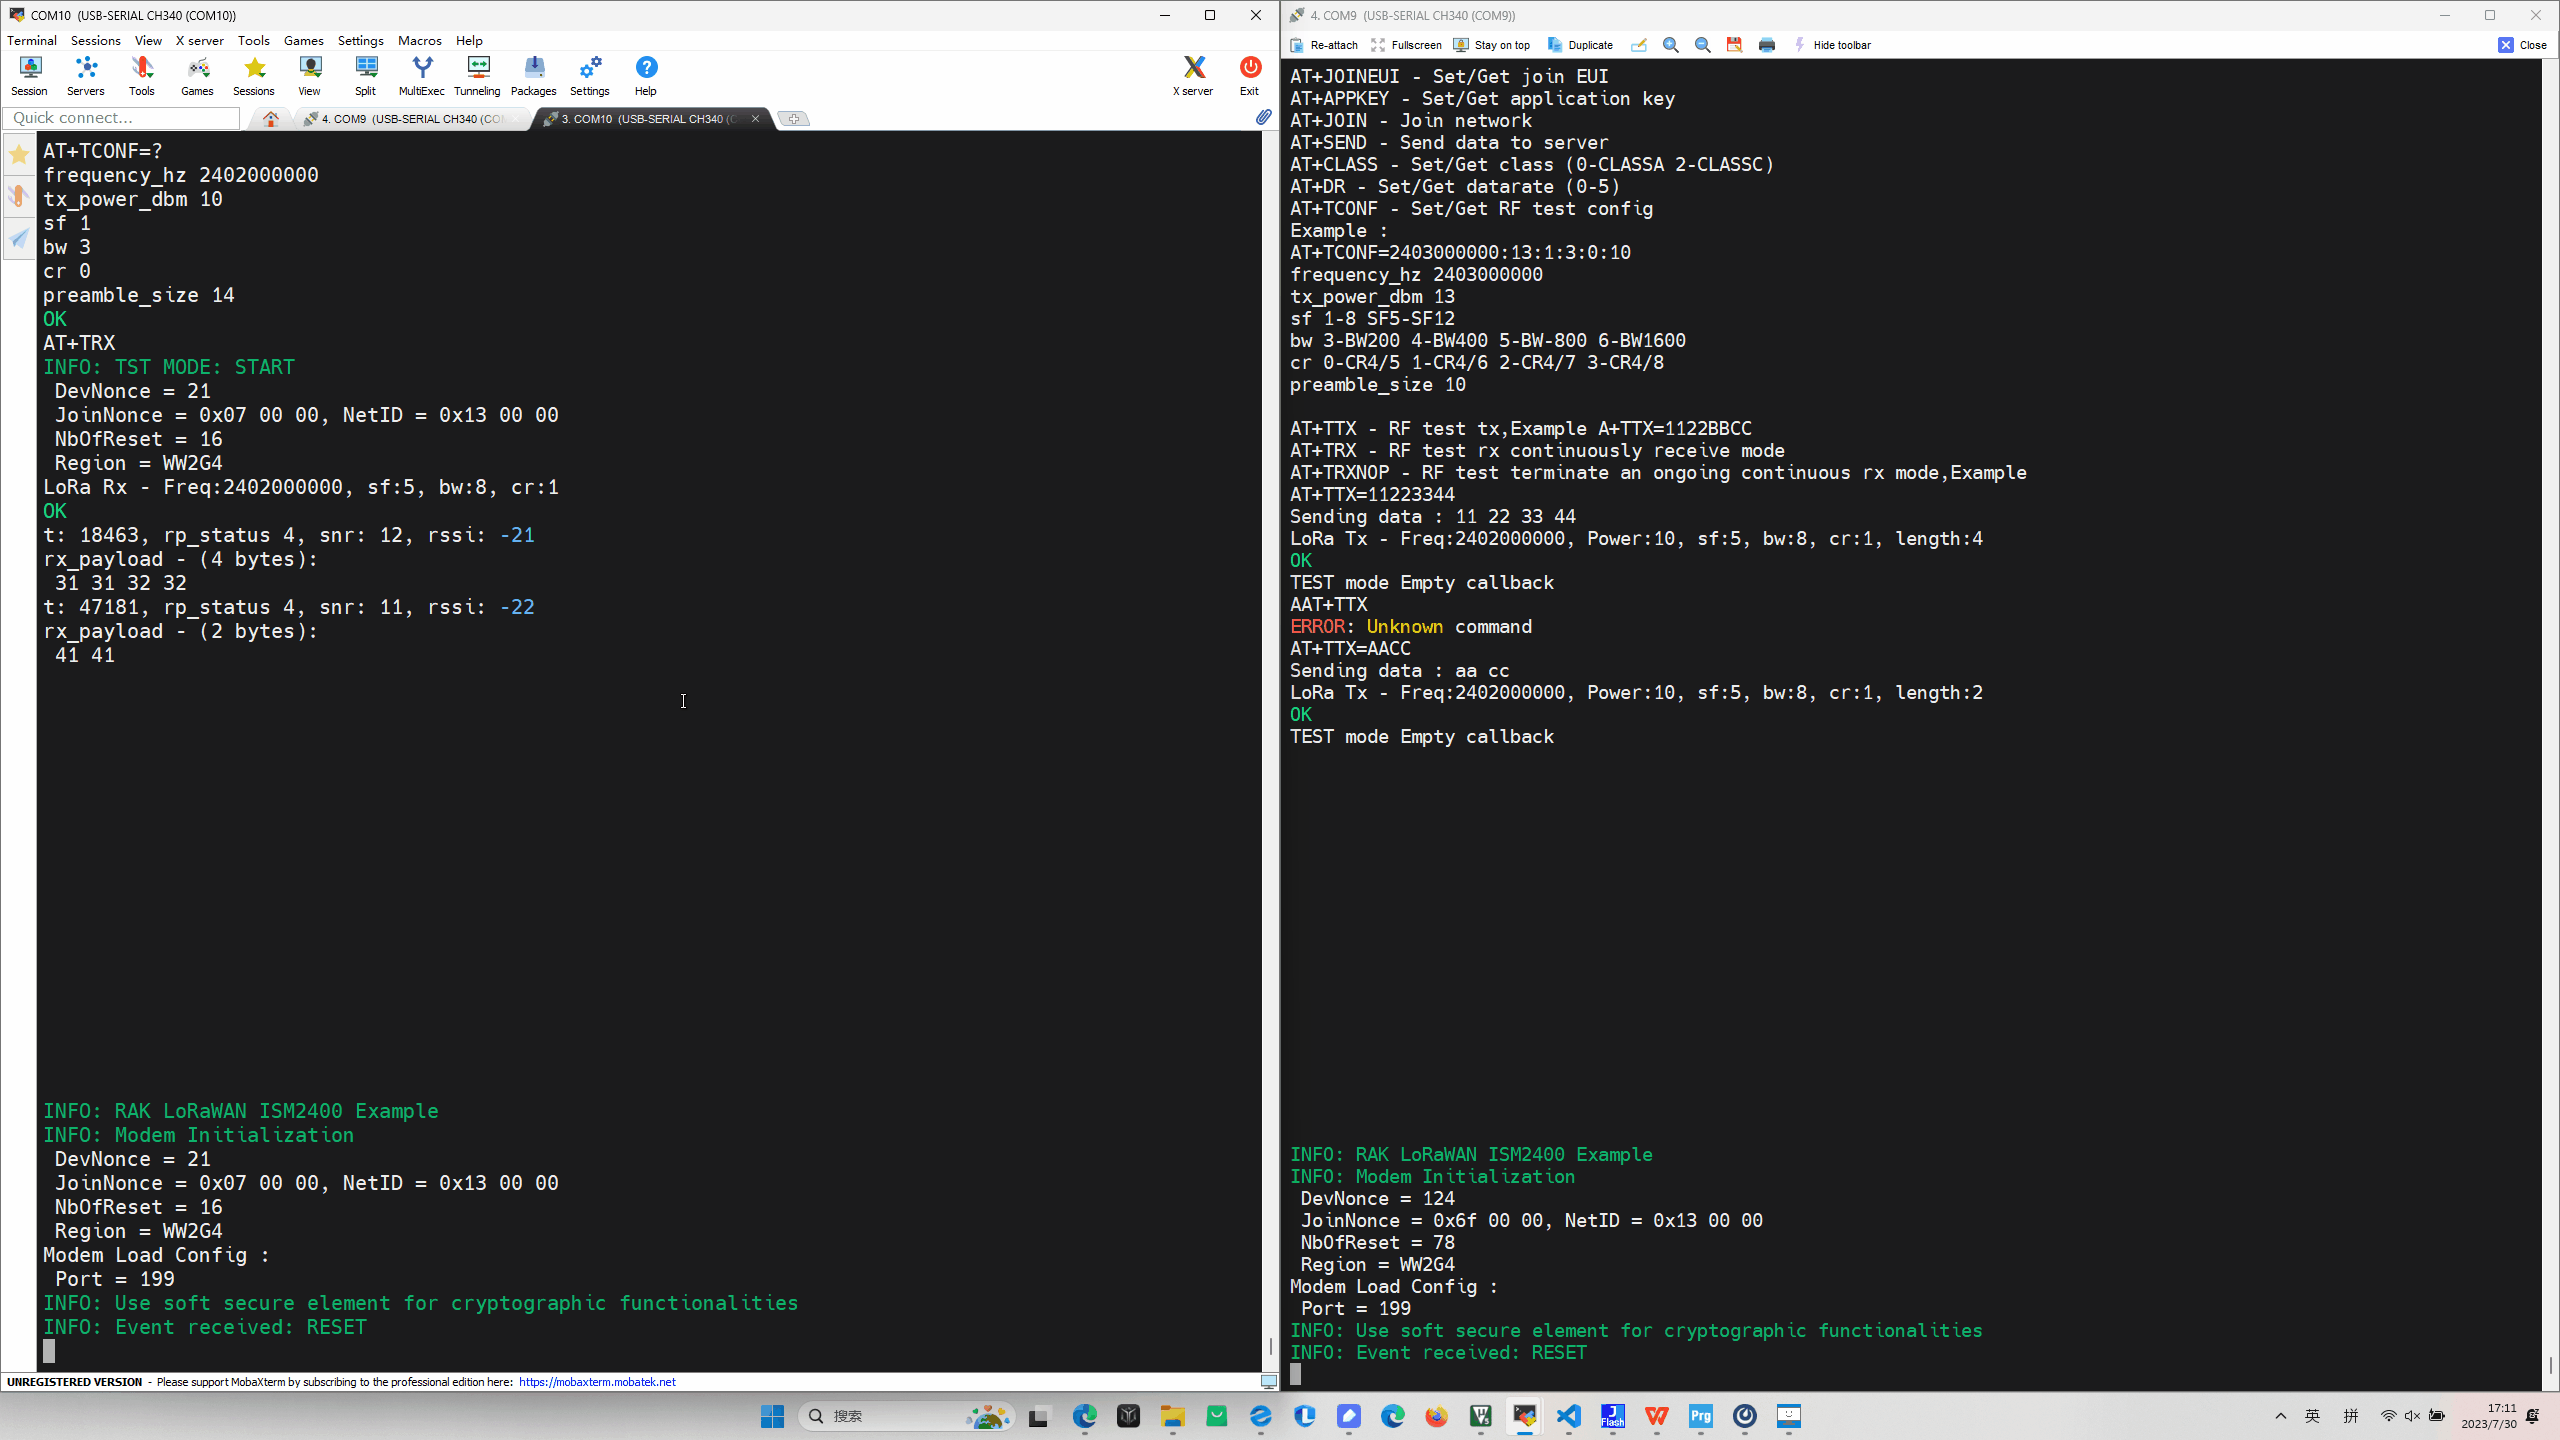 COM10 (USB-SERIAL CH340 (COM10))
Terminal Sessions View X server Tools Games Settings Macros Help
Session Servers Tools Games Sessions View Split MultiExec Tunneling Packages Settings Help X server Exit
Quick connect...
4. COM9 (USB-SERIAL CH340 (CO
3. COM10 (USB-SERIAL CH340 (C
AT+TCONF=?
frequency_hz 2402000000
tx_power_dbm 10
sf 1
bw 3
cr 0
preamble_size 14
OK
AT+TRX
INFO: TST MODE: START
DevNonce = 21
JoinNonce = 0x07 00 00, NetID = 0x13 00 00
NbOfReset = 16
Region = WW2G4
LoRa Rx - Freq:2402000000, sf:5, bw:8, cr:1
OK
t: 18463, rp_status 4, snr: 12, rssi: -21
rx_payload - (4 bytes):
31 31 32 32
t: 47181, rp_status 4, snr: 11, rssi: -22
rx_payload - (2 bytes):
41 41
INFO: RAK LoRaWAN ISM2400 Example
INFO: Modem Initialization
DevNonce = 21
JoinNonce = 0x07 00 00, NetID = 0x13 00 00
NbOfReset = 16
Region = WW2G4
Modem Load Config :
Port = 199
INFO: Use soft secure element for cryptographic functionalities
INFO: Event received: RESET
UNREGISTERED VERSION - Please support MobaXterm by subscribing to the professional edition here: https://mobaxterm.mobatek.net
4. COM9 (USB-SERIAL CH340 (COM9))
Re-attach Fullscreen Stay on top Duplicate Hide toolbar Close
AT+JOINEUI - Set/Get join EUI
AT+APPKEY - Set/Get application key
AT+JOIN - Join network
AT+SEND - Send data to server
AT+CLASS - Set/Get class (0-CLASSA 2-CLASSC)
AT+DR - Set/Get datarate (0-5)
AT+TCONF - Set/Get RF test config
Example :
AT+TCONF=2403000000:13:1:3:0:10
frequency_hz 2403000000
tx_power_dbm 13
sf 1-8 SF5-SF12
bw 3-BW200 4-BW400 5-BW-800 6-BW1600
cr 0-CR4/5 1-CR4/6 2-CR4/7 3-CR4/8
preamble_size 10
AT+TTX - RF test tx,Example A+TTX=1122BBCC
AT+TRX - RF test rx continuously receive mode
AT+TRXNOP - RF test terminate an ongoing continuous rx mode,Example
AT+TTX=11223344
Sending data : 11 22 33 44
LoRa Tx - Freq:2402000000, Power:10, sf:5, bw:8, cr:1, length:4
OK
TEST mode Empty callback
AAT+TTX
ERROR: Unknown command
AT+TTX=AACC
Sending data : aa cc
LoRa Tx - Freq:2402000000, Power:10, sf:5, bw:8, cr:1, length:2
OK
TEST mode Empty callback
INFO: RAK LoRaWAN ISM2400 Example
INFO: Modem Initialization
DevNonce = 124
JoinNonce = 0x6f 00 00, NetID = 0x13 00 00
NbOfReset = 78
Region = WW2G4
Modem Load Config :
Port = 199
INFO: Use soft secure element for cryptographic functionalities
INFO: Event received: RESET
搜索
J Flash
Prg
英 拼
17:11
2023/7/30